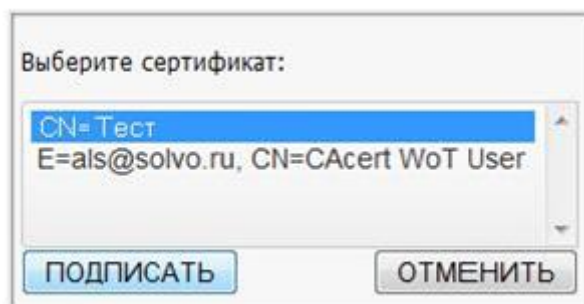 Выберите сертификат:
CN=Тест
E=als@solvo.ru, CN=CAcert WoT User
ПОДПИСАТЬ
ОТМЕНИТЬ